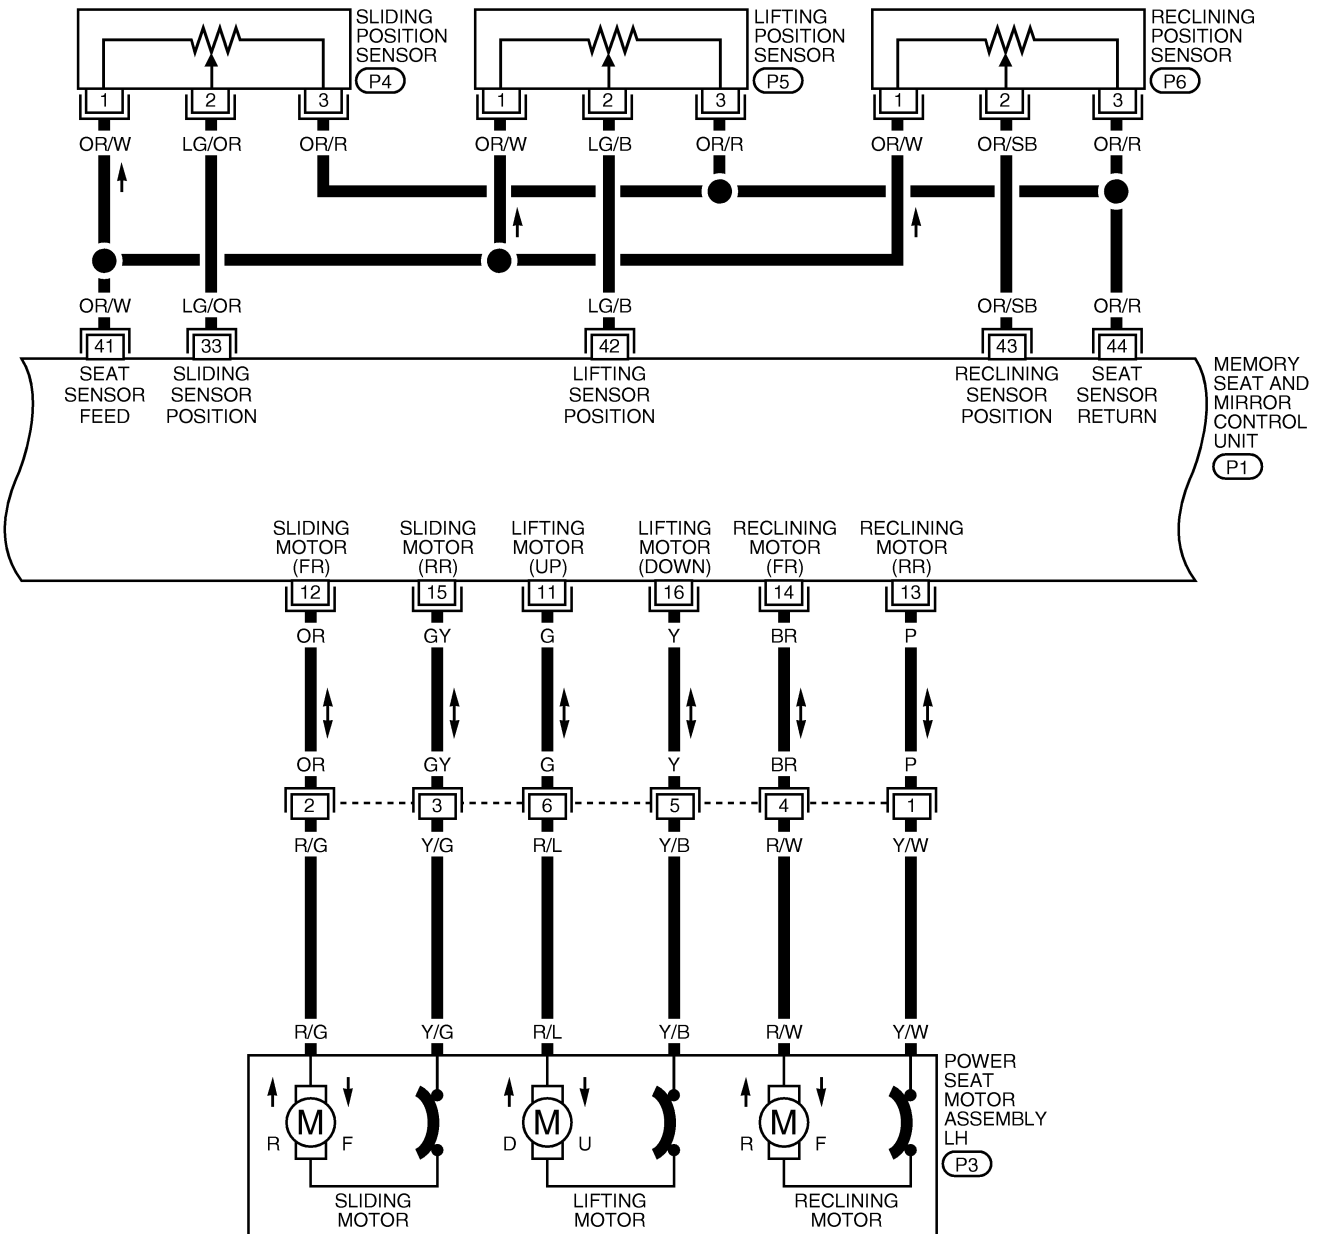 SLIDING
POSITION
SENSOR
P4
LIFTING
POSITION
SENSOR
P5
RECLINING
POSITION
SENSOR
P6
1 2 3 1 2 3 1 2 3
OR/W LG/OR OR/R OR/W LG/B OR/R OR/W OR/SB OR/R
OR/W LG/OR LG/B OR/SB OR/R
41 33 42 43 44
SEAT
SENSOR
FEED
SLIDING
SENSOR
POSITION
LIFTING
SENSOR
POSITION
RECLINING
SENSOR
POSITION
SEAT
SENSOR
RETURN
MEMORY
SEAT AND
MIRROR
CONTROL
UNIT
P1
SLIDING
MOTOR
(FR)
SLIDING
MOTOR
(RR)
LIFTING
MOTOR
(UP)
LIFTING
MOTOR
(DOWN)
RECLINING
MOTOR
(FR)
RECLINING
MOTOR
(RR)
12 15 11 16 14 13
OR GY G Y BR P
OR GY G Y BR P
2 3 6 5 4 1
R/G Y/G R/L Y/B R/W Y/W
R/G Y/G R/L Y/B R/W Y/W
POWER
SEAT
MOTOR
ASSEMBLY
LH
P3
R M F D M U R M F
SLIDING
MOTOR
LIFTING
MOTOR
RECLINING
MOTOR